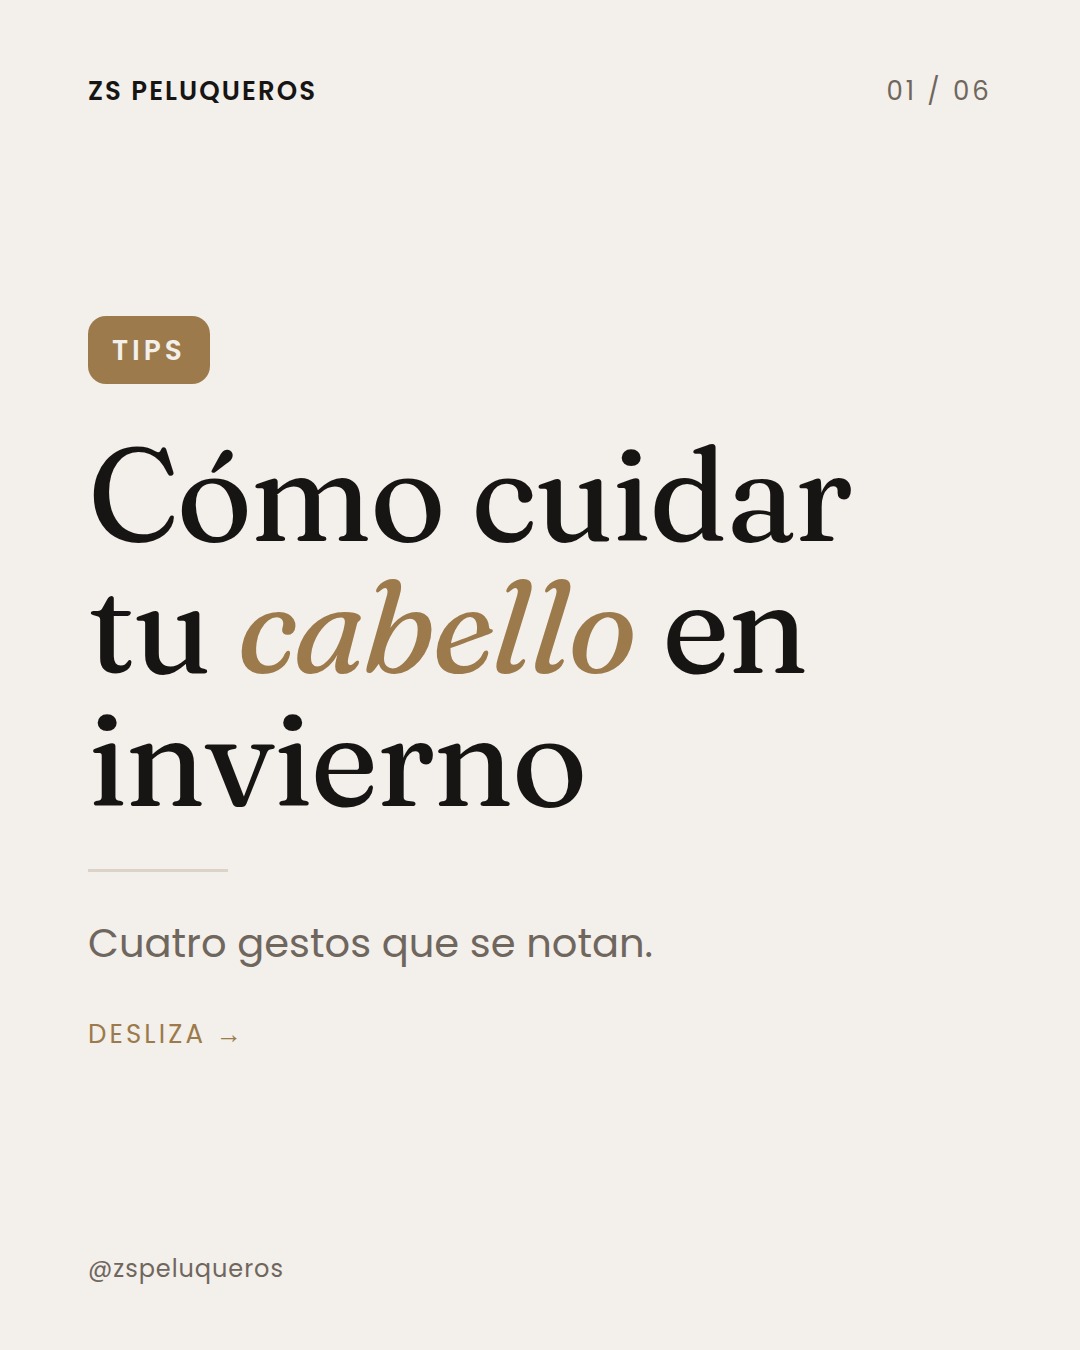 ZS PELUQUEROS
01 / 06
TIPS
Cómo cuidar
tu cabello en
invierno
Cuatro gestos que se notan.
DESLIZA →
@zspeluqueros